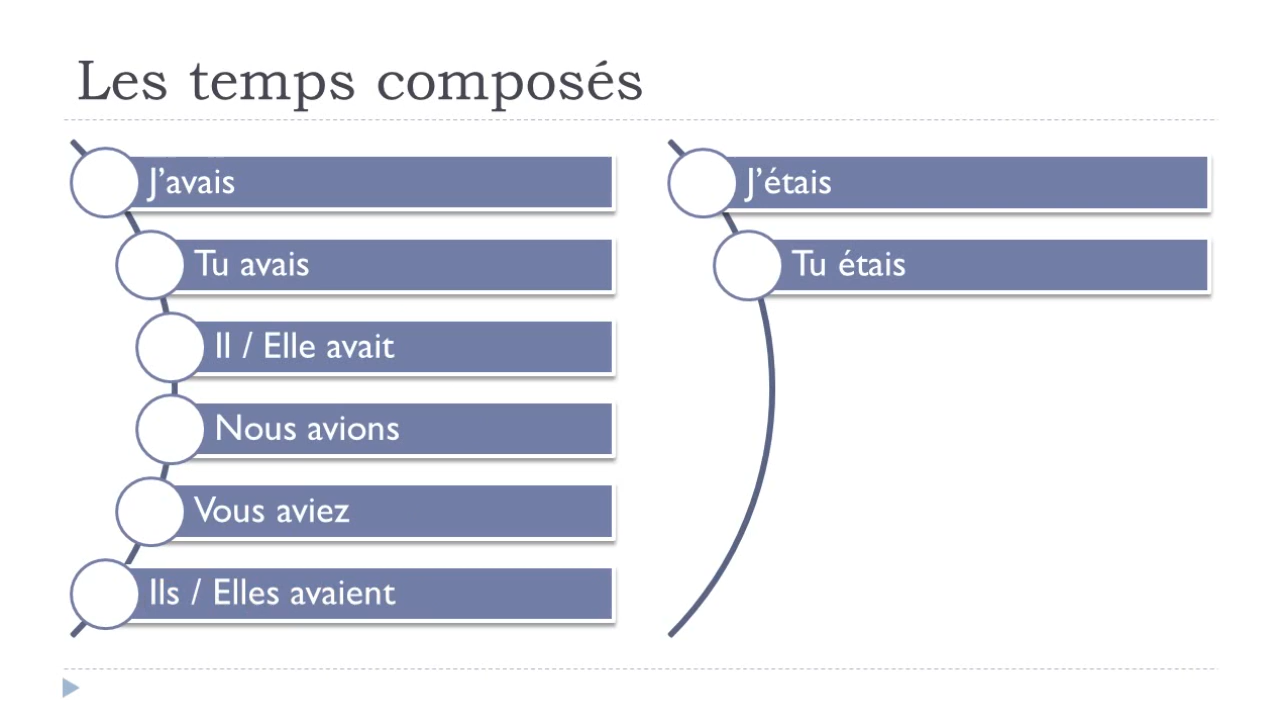 Les temps composés
J'avais
Tu avais
Il / Elle avait
Nous avions
Vous aviez
Ils / Elles avaient
J'étais
Tu étais